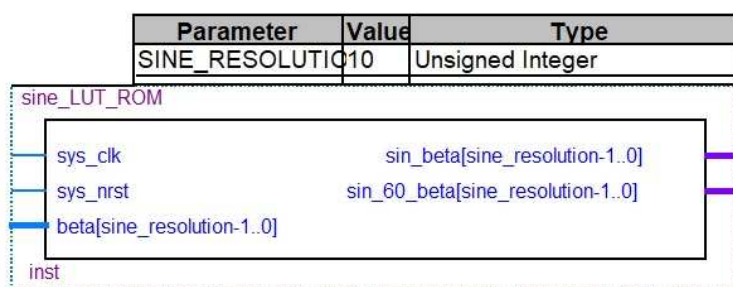 Parameter Value Type
SINE_RESOLUTIO 10 Unsigned Integer
sine_LUT_ROM
sys_clk sin_beta[sine_resolution-1..0]
sys_nrst sin_60_beta[sine_resolution-1..0]
beta[sine_resolution-1..0]
inst